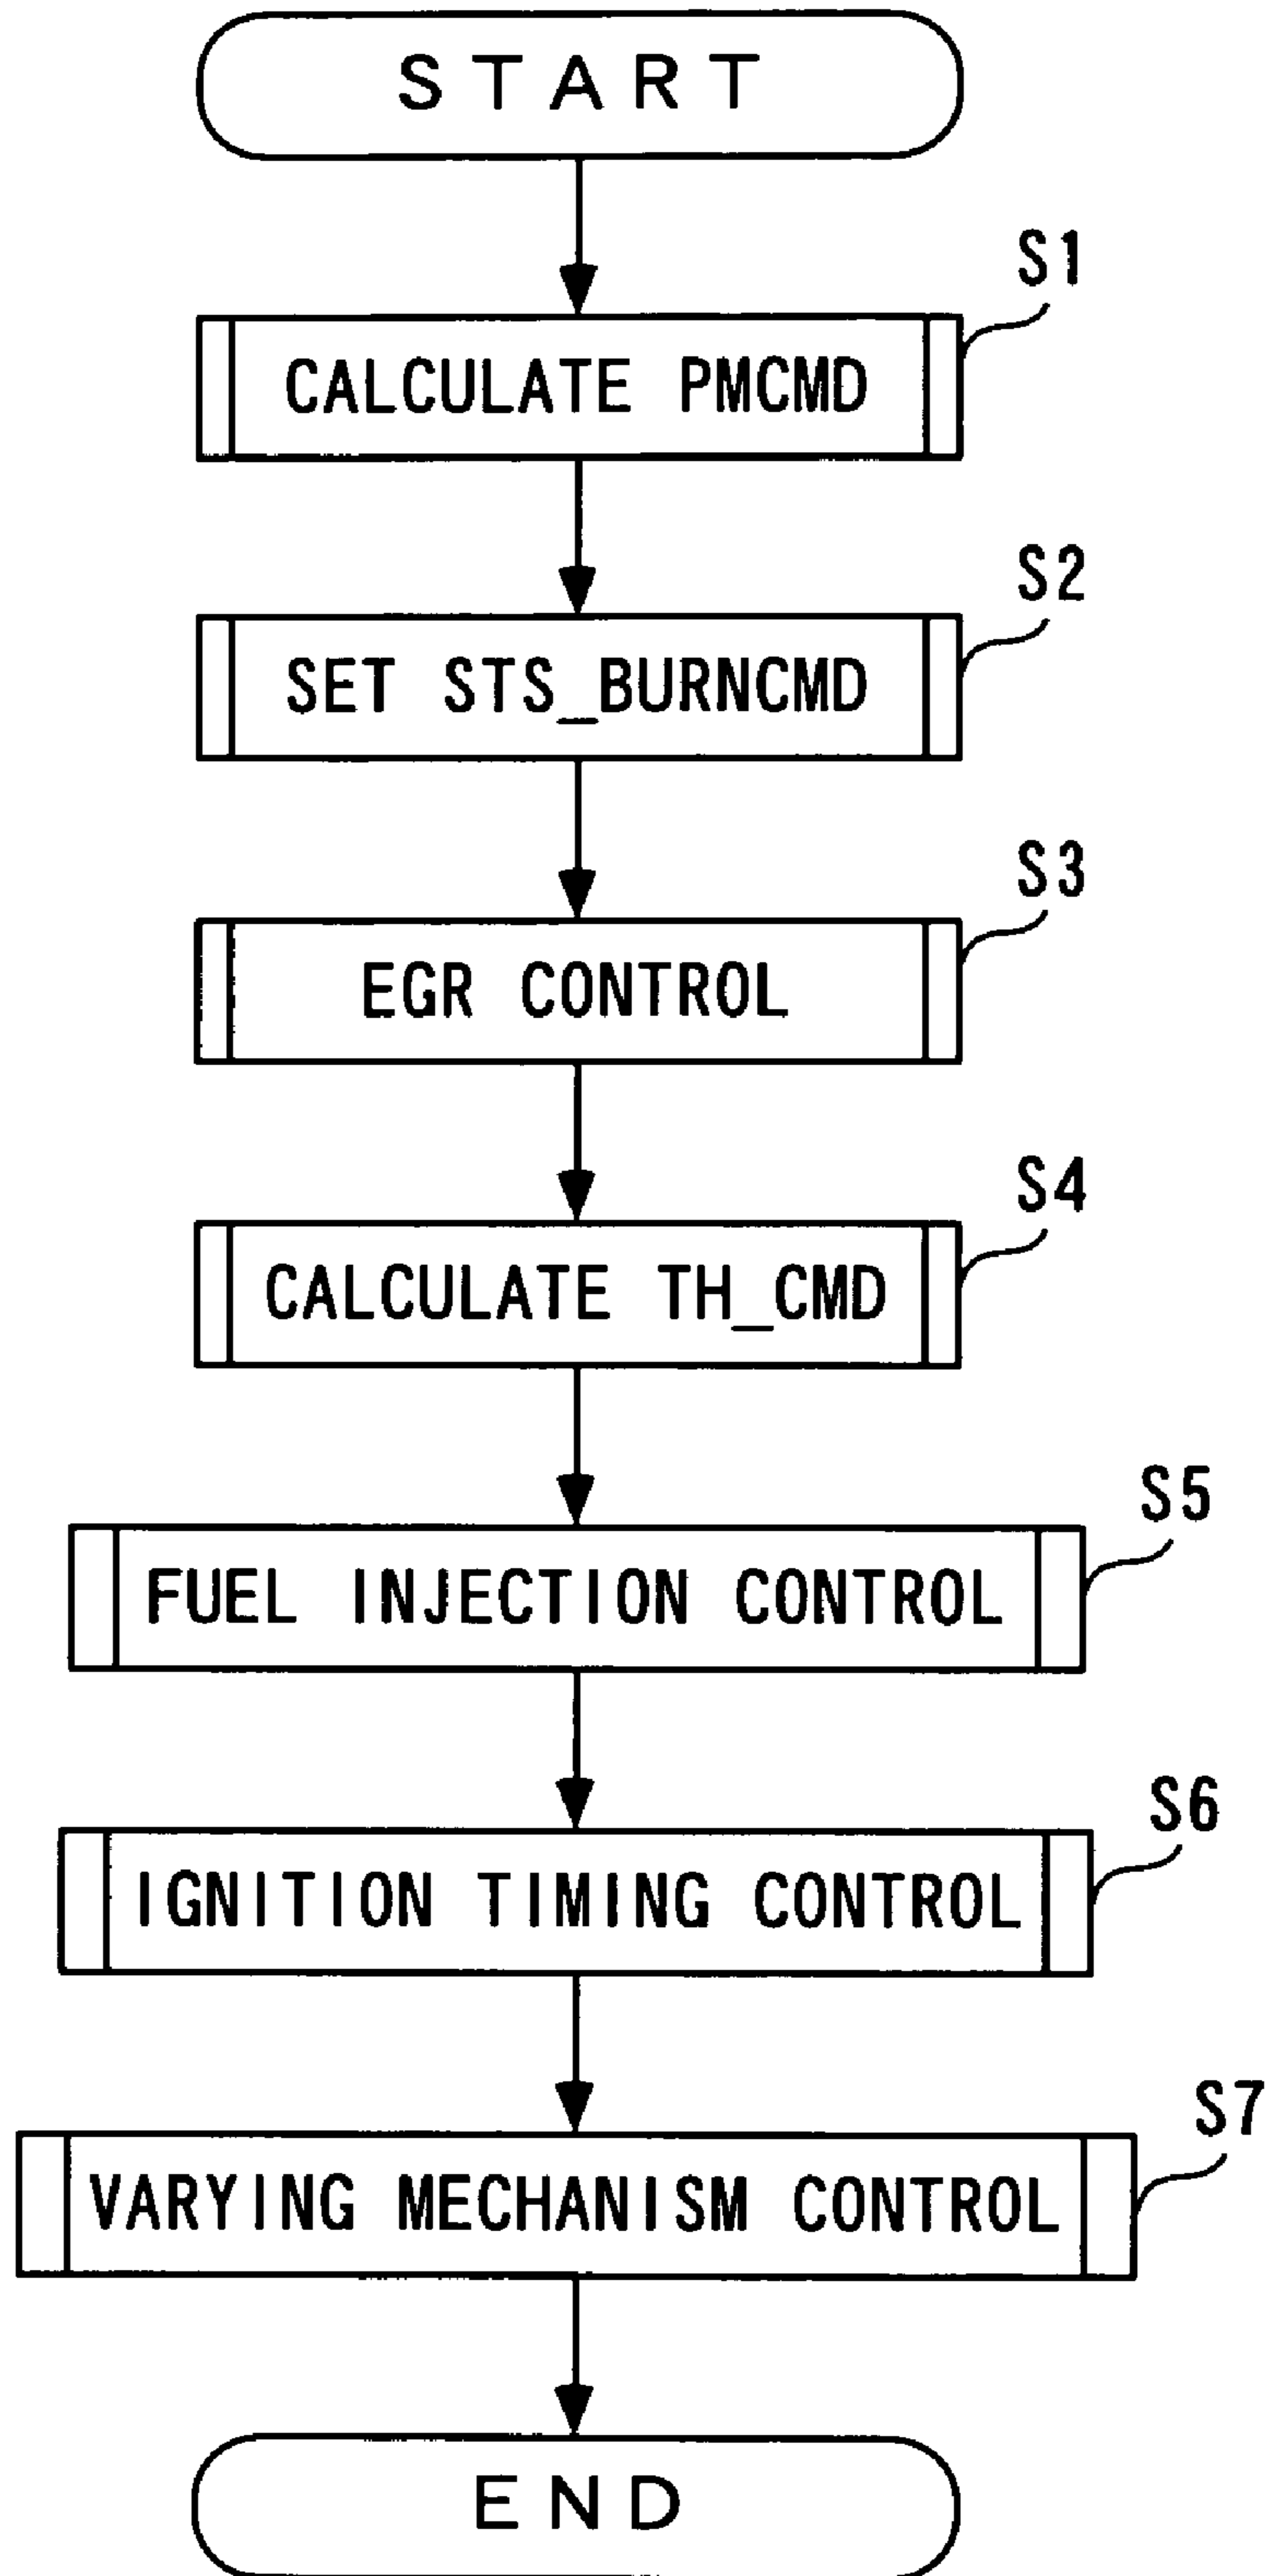 START
S1
CALCULATE PMCMD
S2
SET STS_BURNCMD
S3
EGR CONTROL
S4
CALCULATE TH_CMD
S5
FUEL INJECTION CONTROL
S6
IGNITION TIMING CONTROL
S7
VARYING MECHANISM CONTROL
END